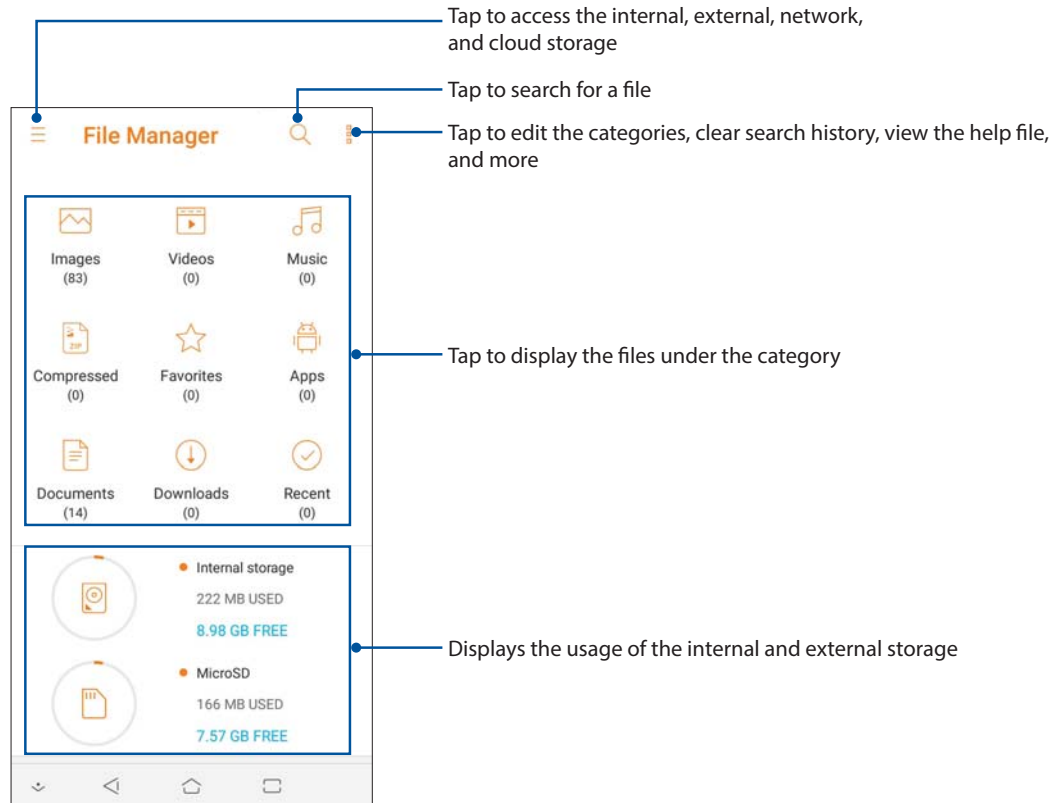 Tap to access the internal, external, network,
and cloud storage
Tap to search for a file
Tap to edit the categories, clear search history, view the help file,
and more
File Manager
Images
(83)
Videos
(0)
Music
(0)
ZIP
Compressed
(0)
Favorites
(0)
Apps
(0)
Tap to display the files under the category
Documents
(14)
Downloads
(0)
Recent
(0)
Internal storage
222 MB USED
8.98 GB FREE
Displays the usage of the internal and external storage
MicroSD
166 MB USED
7.57 GB FREE